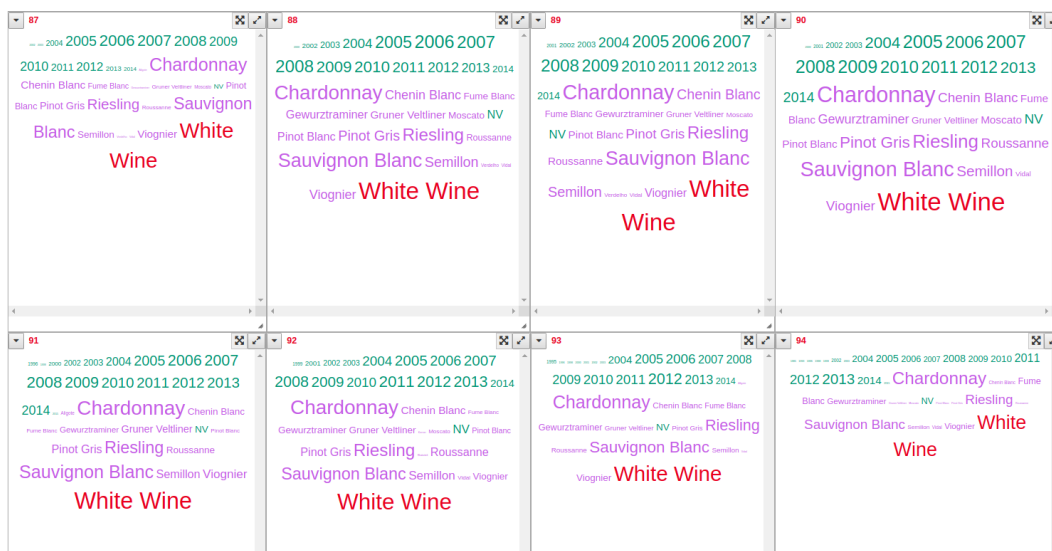 87
2004 2005 2006 2007 2008 2009
2010 2011 2012 2013 2014 Chardonnay
Chenin Blanc Fume Blanc Gruner Veltliner Moscato NV Pinot
Blanc Pinot Gris Riesling Roussanne Sauvignon
Blanc Semillon Viognier White
Wine
88
2002 2003 2004 2005 2006 2007
2008 2009 2010 2011 2012 2013 2014
Chardonnay Chenin Blanc Fume Blanc
Gewurztraminer Gruner Veltliner Moscato NV
Pinot Blanc Pinot Gris Riesling Roussanne
Sauvignon Blanc Semillon Verdelho Vidal
Viognier White Wine
89
2001 2002 2003 2004 2005 2006 2007
2008 2009 2010 2011 2012 2013
2014 Chardonnay Chenin Blanc
Fume Blanc Gewurztraminer Gruner Veltliner Moscato
NV Pinot Blanc Pinot Gris Riesling
Roussanne Sauvignon Blanc
Semillon Verdelho Vidal Viognier White
Wine
90
2001 2002 2003 2004 2005 2006 2007
2008 2009 2010 2011 2012 2013
2014 Chardonnay Chenin Blanc Fume
Blanc Gewurztraminer Gruner Veltliner Moscato NV
Pinot Blanc Pinot Gris Riesling Roussanne
Sauvignon Blanc Semillon Vidal
Viognier White Wine
91
2000 2002 2003 2004 2005 2006 2007
2008 2009 2010 2011 2012 2013
2014 Chardonnay Chenin Blanc
Fume Blanc Gewurztraminer Gruner Veltliner NV Pinot Blanc
Pinot Gris Riesling Roussanne
Sauvignon Blanc Semillon Viognier
White Wine
92
1999 2001 2002 2003 2004 2005 2006 2007
2008 2009 2010 2011 2012 2013 2014
Chardonnay Chenin Blanc Fume Blanc
Gewurztraminer Gruner Veltliner Moscato NV Pinot Blanc
Pinot Gris Riesling Roussanne
Sauvignon Blanc Semillon Vidal Viognier
White Wine
93
2004 2005 2006 2007 2008
2009 2010 2011 2012 2013 2014
Chardonnay Chenin Blanc Fume Blanc
Gewurztraminer Gruner Veltliner NV Pinot Gris Riesling
Roussanne Sauvignon Blanc Semillon
Viognier White Wine
94
2002 2004 2005 2006 2007 2008 2009 2010 2011
2012 2013 2014 Chardonnay Chenin Blanc Fume
Blanc Gewurztraminer NV Riesling
Sauvignon Blanc Semillon Vidal Viognier White
Wine